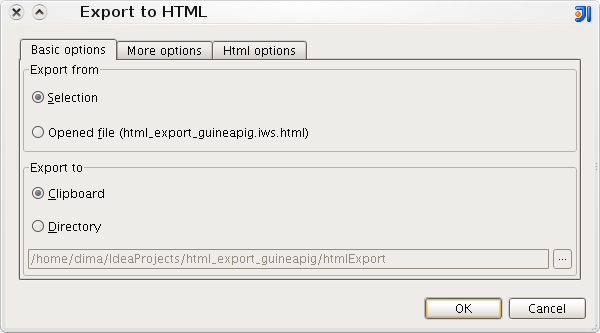 Export to HTML
Basic options
More options
Html options
Export from
Selection
Opened file (html_export_guineapig.iws.html)
Export to
Clipboard
Directory
/home/dima/IdeaProjects/html_export_guineapig/htmlExport
...
OK
Cancel